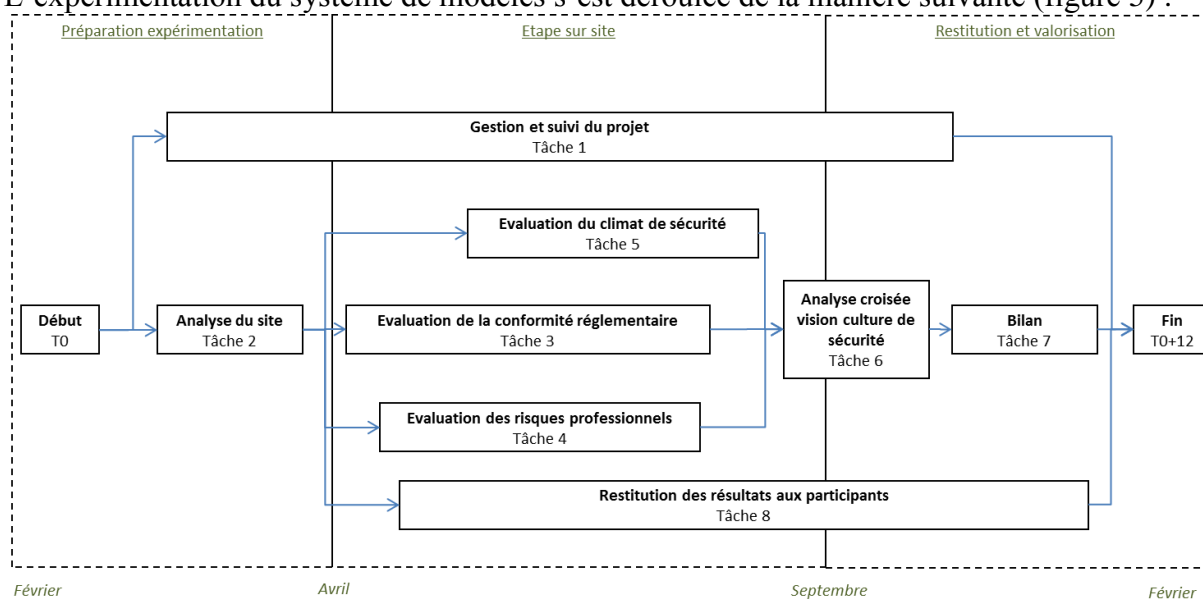 L’expérimentation du système de modèles s’est déroulée de la manière suivante (figure 5) :
Préparation expérimentation
Etape sur site
Restitution et valorisation
Gestion et suivi du projet
Tâche 1
Evaluation du climat de sécurité
Tâche 5
Début
T0
Analyse du site
Tâche 2
Evaluation de la conformité réglementaire
Tâche 3
Analyse croisée
vision culture de
sécurité
Tâche 6
Bilan
Tâche 7
Fin
T0+12
Evaluation des risques professionnels
Tâche 4
Restitution des résultats aux participants
Tâche 8
Février
Avril
Septembre
Février